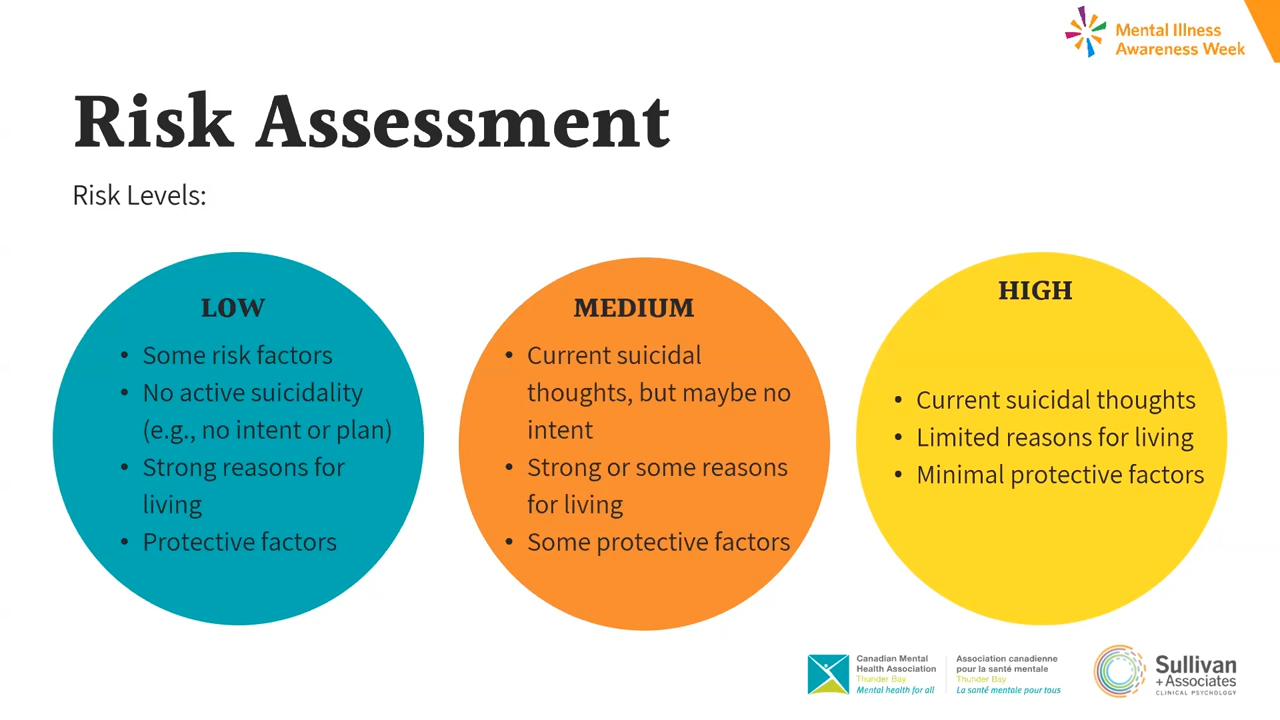 Mental Illness
Awareness Week
Risk Assessment
Risk Levels:
LOW
• Some risk factors
• No active suicidality
(e.g., no intent or plan)
• Strong reasons for
living
• Protective factors
MEDIUM
• Current suicidal
thoughts, but maybe no
intent
• Strong or some reasons
for living
• Some protective factors
HIGH
• Current suicidal thoughts
• Limited reasons for living
• Minimal protective factors
Canadian Mental
Health Association
Thunder Bay
Mental health for all
Association canadienne
pour la santé mentale
Thunder Bay
La santé mentale pour tous
Sullivan
+Associates
CLINICAL PSYCHOLOGY